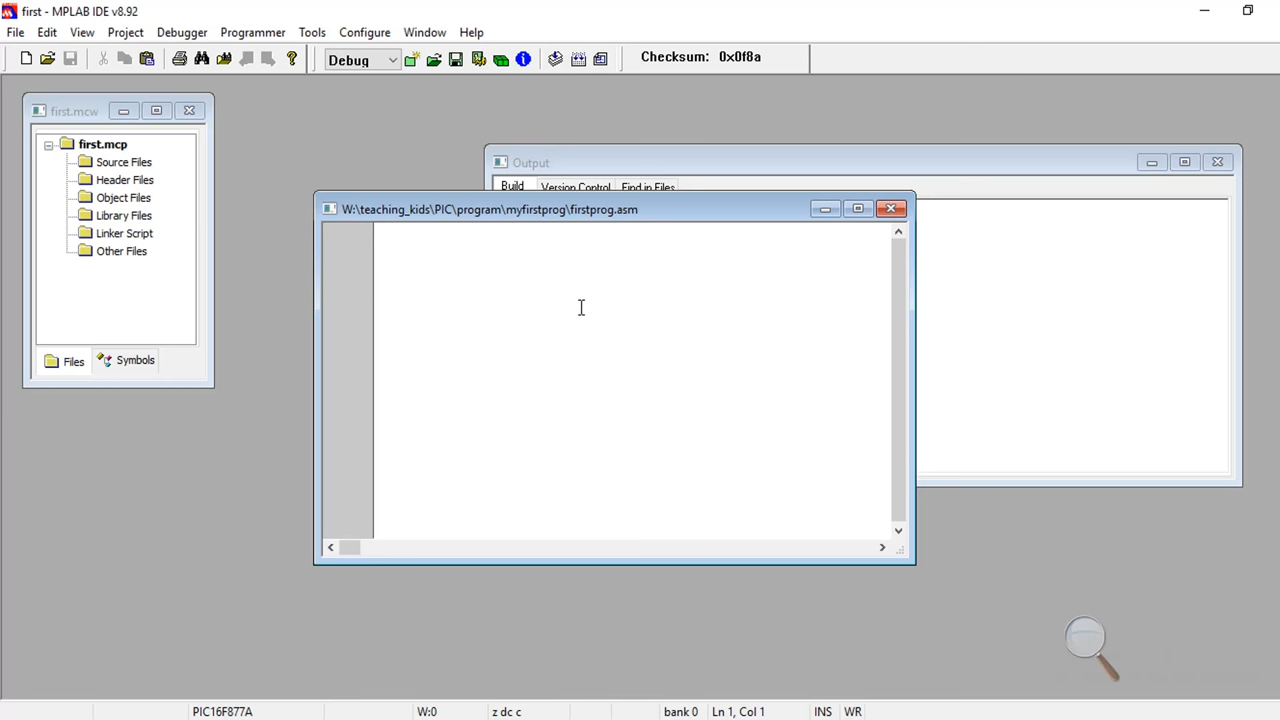 first - MPLAB IDE v8.92
File Edit View Project Debugger Programmer Tools Configure Window Help
Debug Checksum: 0x0f8a
first.mcw
first.mcp
Source Files
Header Files
Object Files
Library Files
Linker Script
Other Files
Files Symbols
Output
Build Version Control Find in Files
W:\teaching_kids\PIC\program\myfirstprog\firstprog.asm
PIC16F877A W:0 z dc c bank 0 Ln 1, Col 1 INS WR